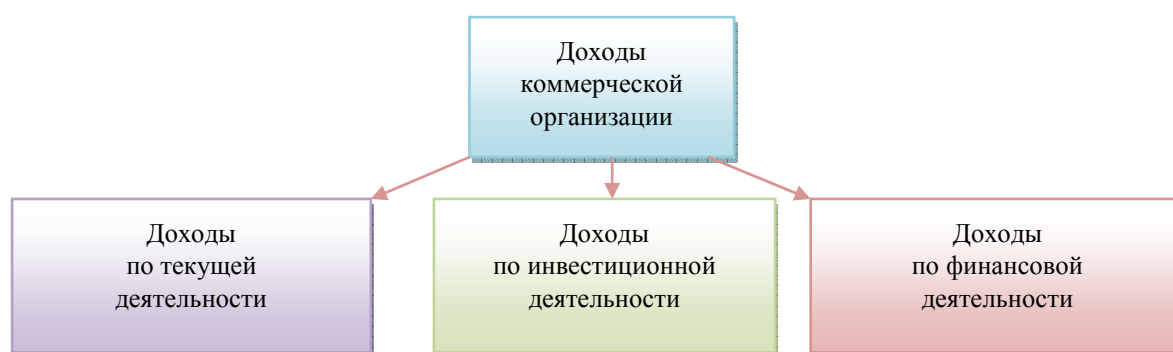 Доходы
коммерческой
организации
Доходы
по текущей
деятельности
Доходы
по инвестиционной
деятельности
Доходы
по финансовой
деятельности